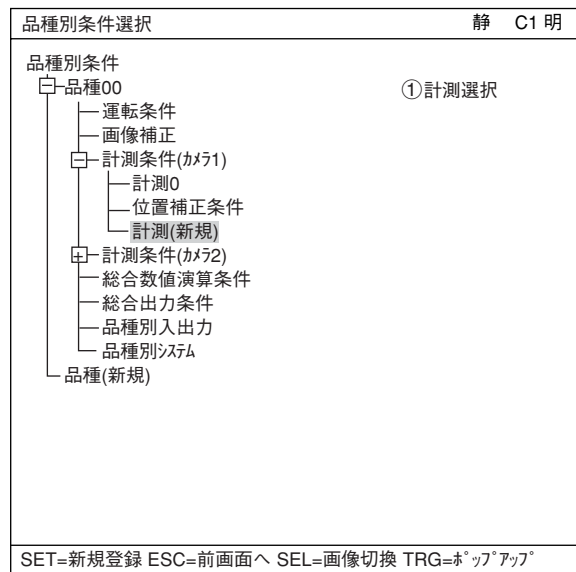 品種別条件選択 静 C1 明
品種別条件
品種00 ①計測選択
運転条件
画像補正
計測条件(ｶﾒﾗ1)
計測0
位置補正条件
計測(新規)
計測条件(ｶﾒﾗ2)
総合数値演算条件
総合出力条件
品種別入出力
品種別ｼｽﾃﾑ
品種(新規)
SET=新規登録 ESC=前画面へ SEL=画像切換 TRG=ﾎﾟｯﾌﾟｱｯﾌﾟ